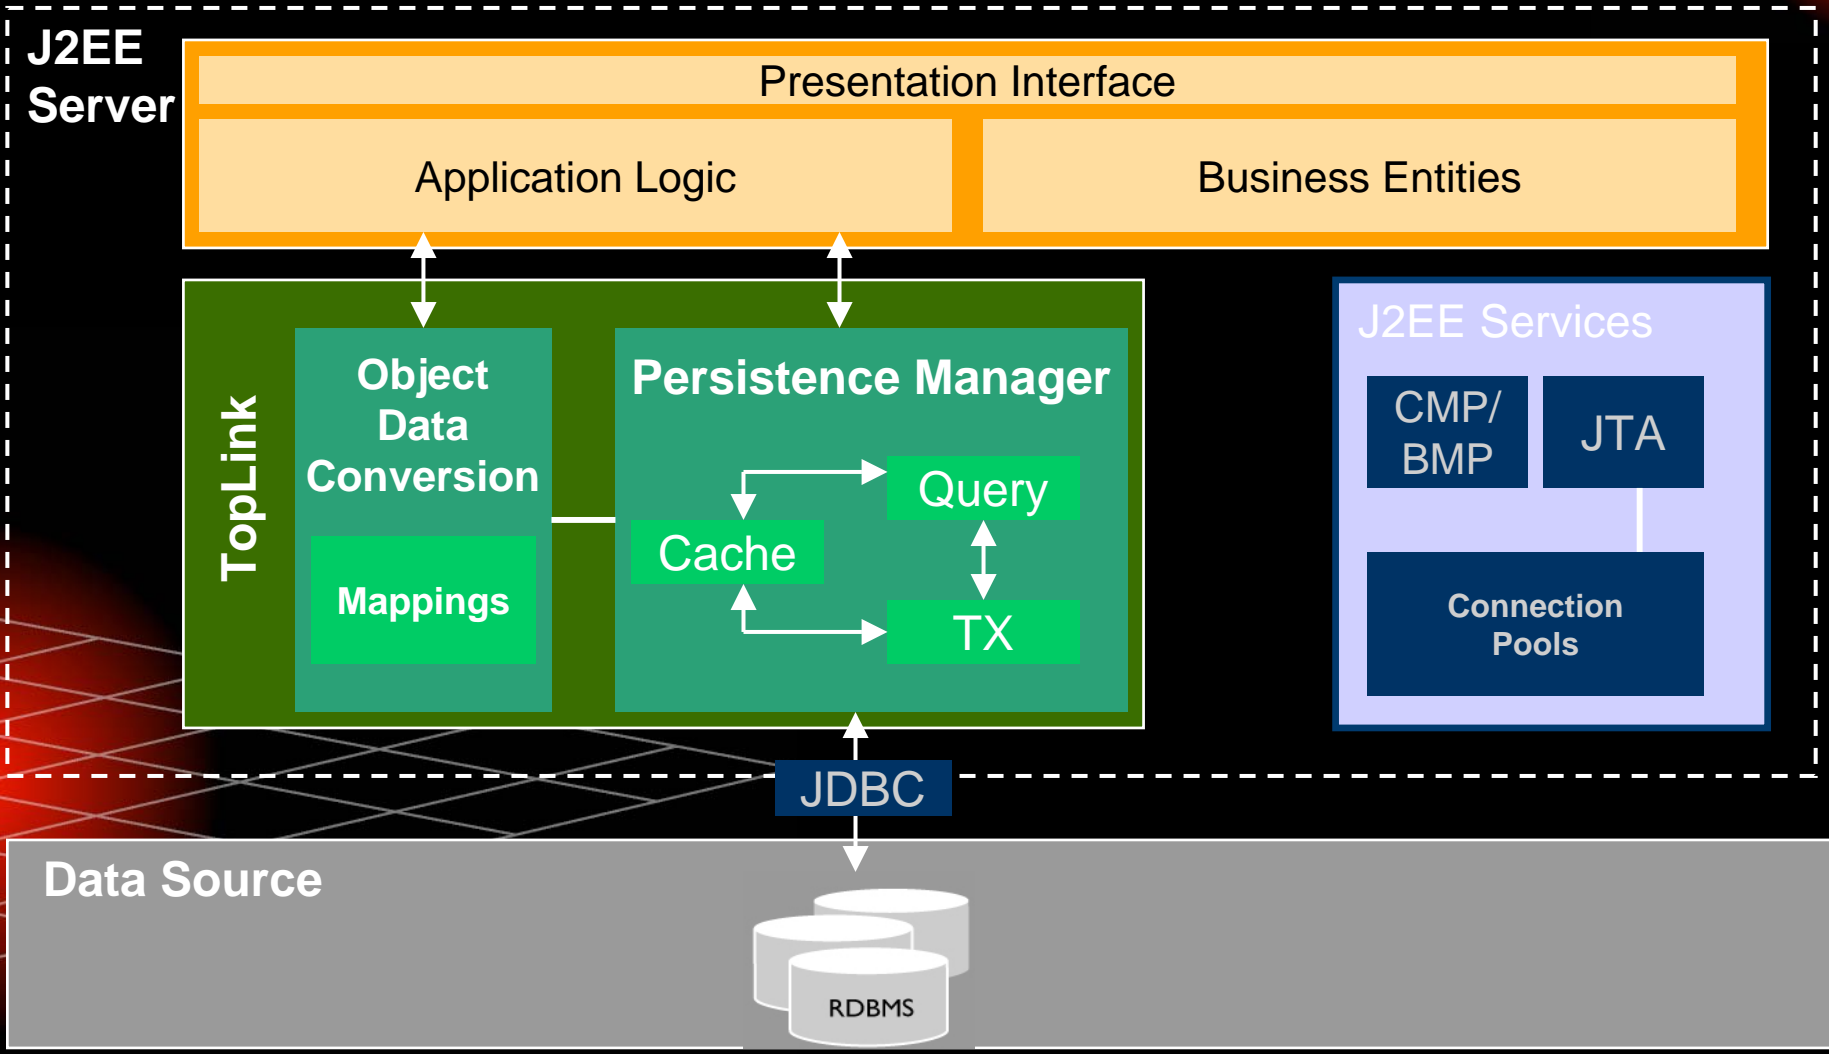 J2EE
Server
Presentation Interface
Application Logic
Business Entities
TopLink
Object
Data
Conversion
Mappings
Persistence Manager
Query
Cache
TX
J2EE Services
CMP/
BMP
JTA
Connection
Pools
JDBC
Data Source
RDBMS